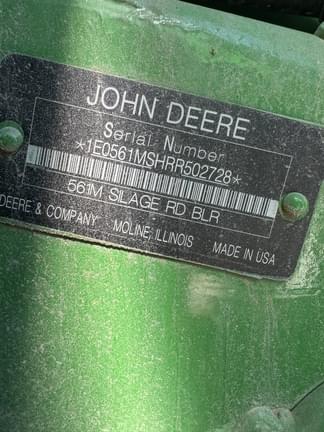 JOHN DEERE
Serial Number
*1E0561MSHRR502728*
561M SILAGE RD BLR
DEERE & COMPANY MOLINE, ILLINOIS MADE IN USA